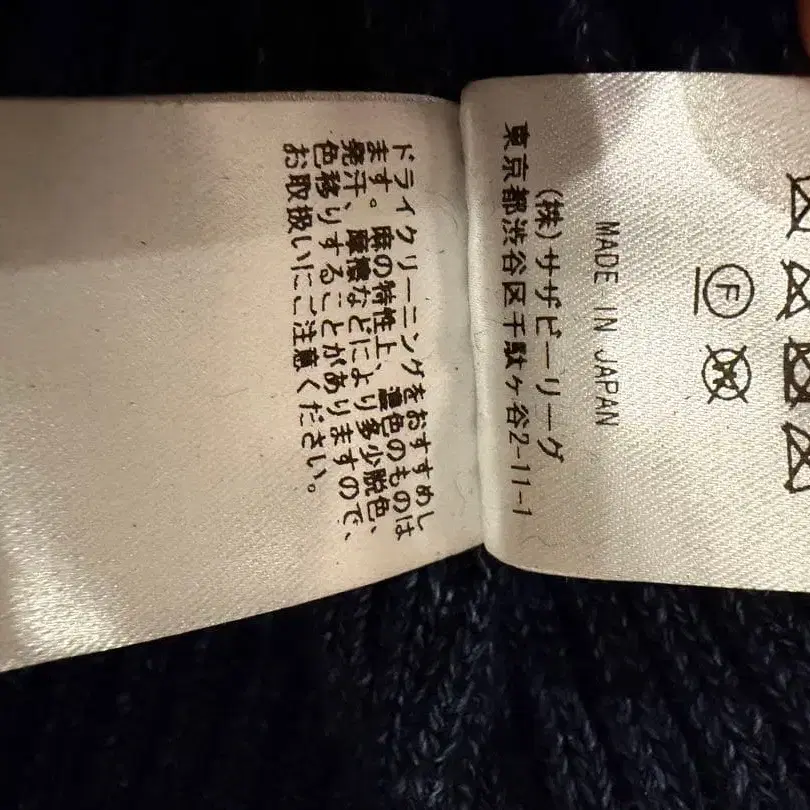 F
W
MADE IN JAPAN
(株)サザビーリーグ
東京都渋谷区千駄ヶ谷2-11-1
ドライクリーニングをおすすめし
ます。麻の特性上、濃色のものは
発汗、摩擦などにより多少脱色、
色移りすることがありますので、
お取扱いにご注意ください。